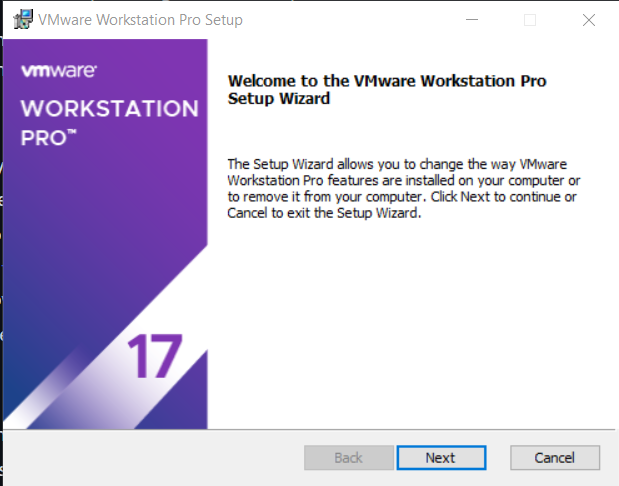 VMware Workstation Pro Setup
vmware®
WORKSTATION
PRO™
17
Welcome to the VMware Workstation Pro
Setup Wizard
The Setup Wizard allows you to change the way VMware
Workstation Pro features are installed on your computer or
to remove it from your computer. Click Next to continue or
Cancel to exit the Setup Wizard.
Back
Next
Cancel